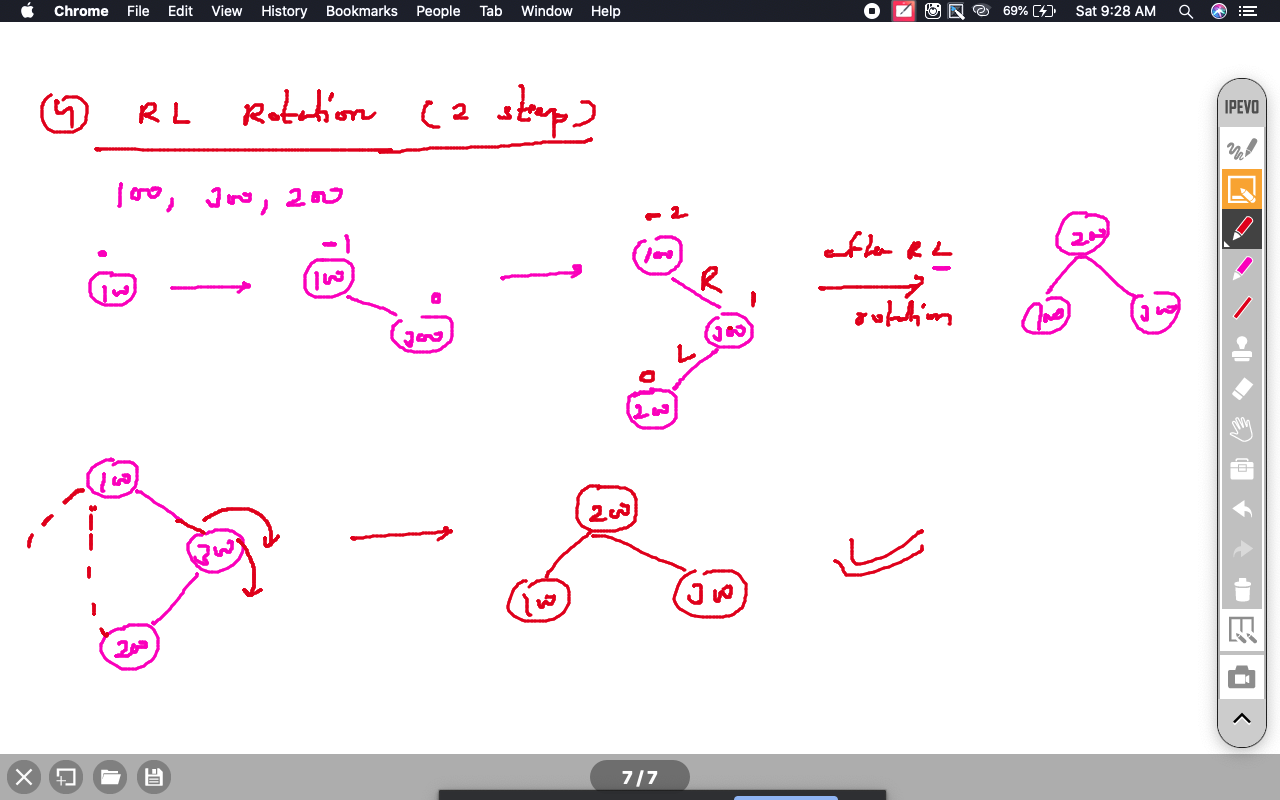 Chrome File Edit View History Bookmarks People Tab Window Help 69% Sat 9:28 AM
IPEVO
④ RL Rotation (2 step)
100, 300, 200
0 100
-1 100 0 300
-2 100 R 1 300 L 0 200
after RL rotation
200 100 300
100 300 200
200 100 300
7/7